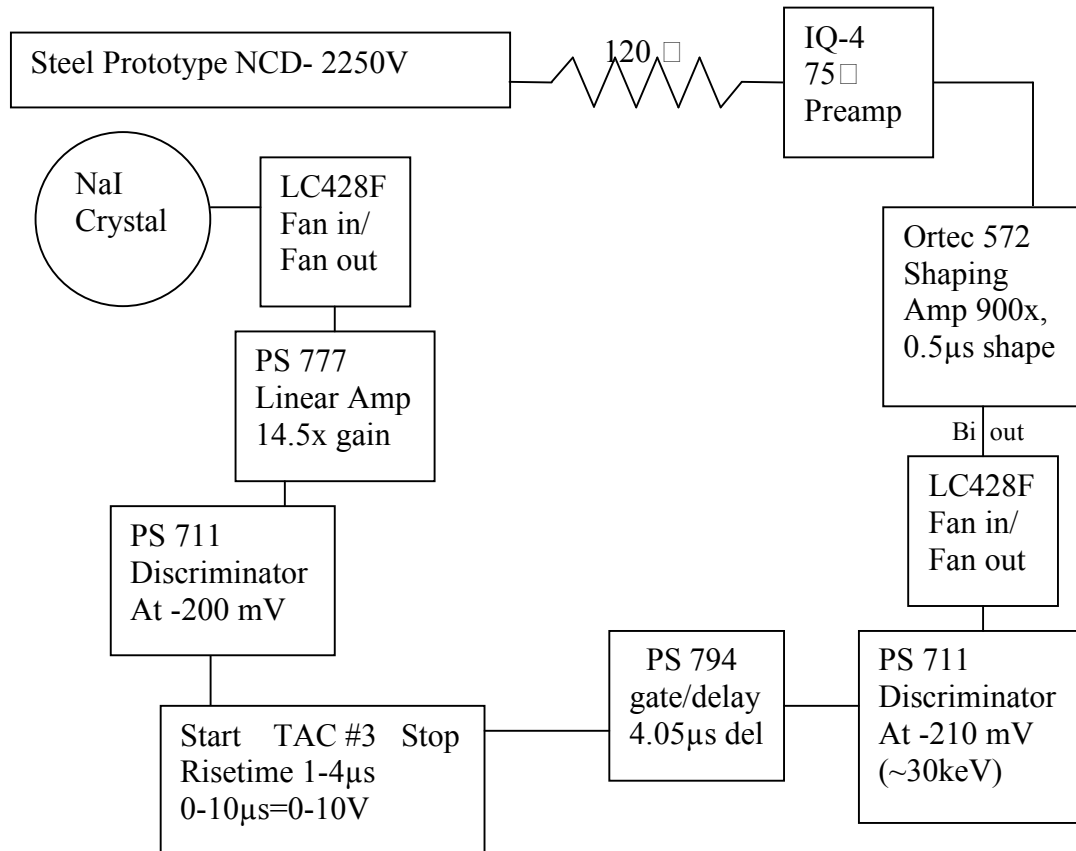 Steel Prototype NCD- 2250V
120 □
IQ-4
75□
Preamp
NaI
Crystal
LC428F
Fan in/
Fan out
Ortec 572
Shaping
Amp 900x,
0.5µs shape
PS 777
Linear Amp
14.5x gain
Bi out
LC428F
Fan in/
Fan out
PS 711
Discriminator
At -200 mV
PS 794
gate/delay
4.05µs del
PS 711
Discriminator
At -210 mV
(~30keV)
Start TAC #3 Stop
Risetime 1-4µs
0-10µs=0-10V